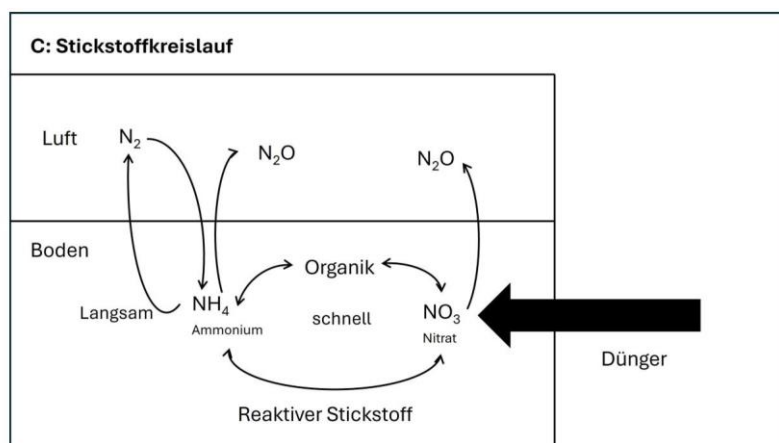 C: Stickstoffkreislauf
Luft
N₂
N₂O
N₂O
Boden
Organik
Langsam
NH₄
Ammonium
schnell
NO₃
Nitrat
Dünger
Reaktiver Stickstoff